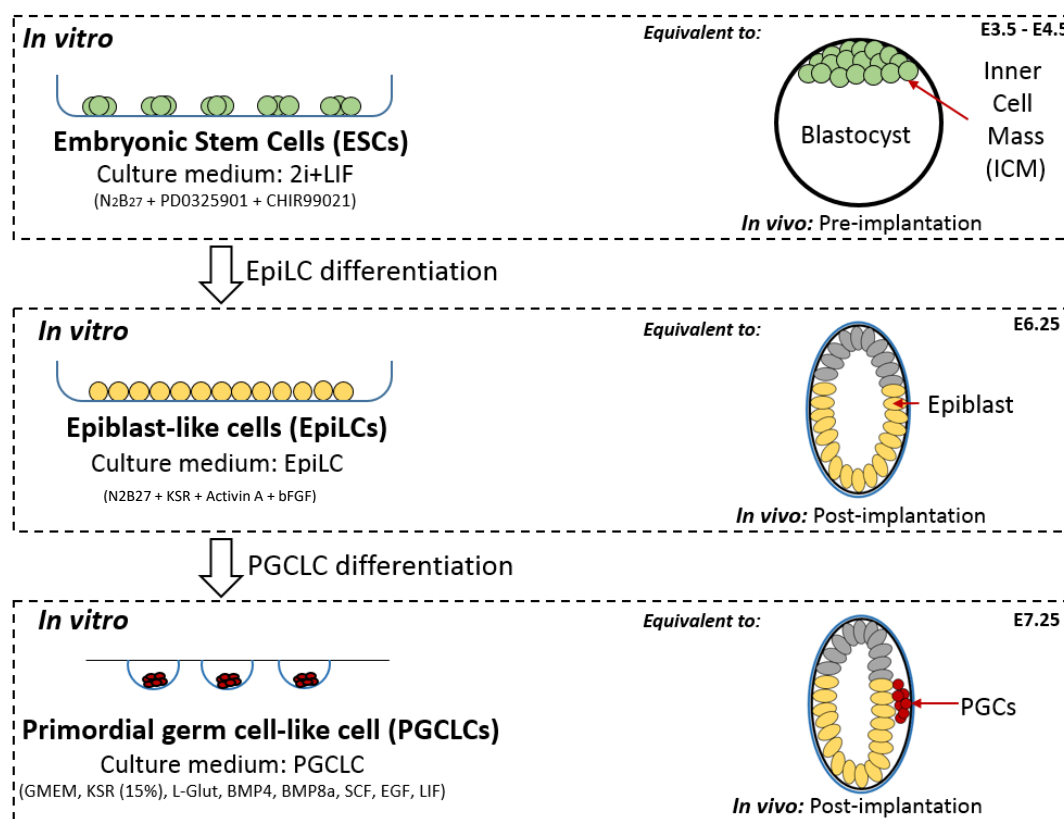 In vitro
Equivalent to:
E3.5 - E4.5
Inner
Cell
Mass
(ICM)
Blastocyst
Embryonic Stem Cells (ESCs)
Culture medium: 2i+LIF
(N2B27 + PD0325901 + CHIR99021)
In vivo: Pre-implantation
EpiLC differentiation
In vitro
Equivalent to:
E6.25
Epiblast
Epiblast-like cells (EpiLCs)
Culture medium: EpiLC
(N2B27 + KSR + Activin A + bFGF)
In vivo: Post-implantation
PGCLC differentiation
In vitro
Equivalent to:
E7.25
PGCs
Primordial germ cell-like cell (PGCLCs)
Culture medium: PGCLC
(GMEM, KSR (15%), L-Glut, BMP4, BMP8a, SCF, EGF, LIF)
In vivo: Post-implantation